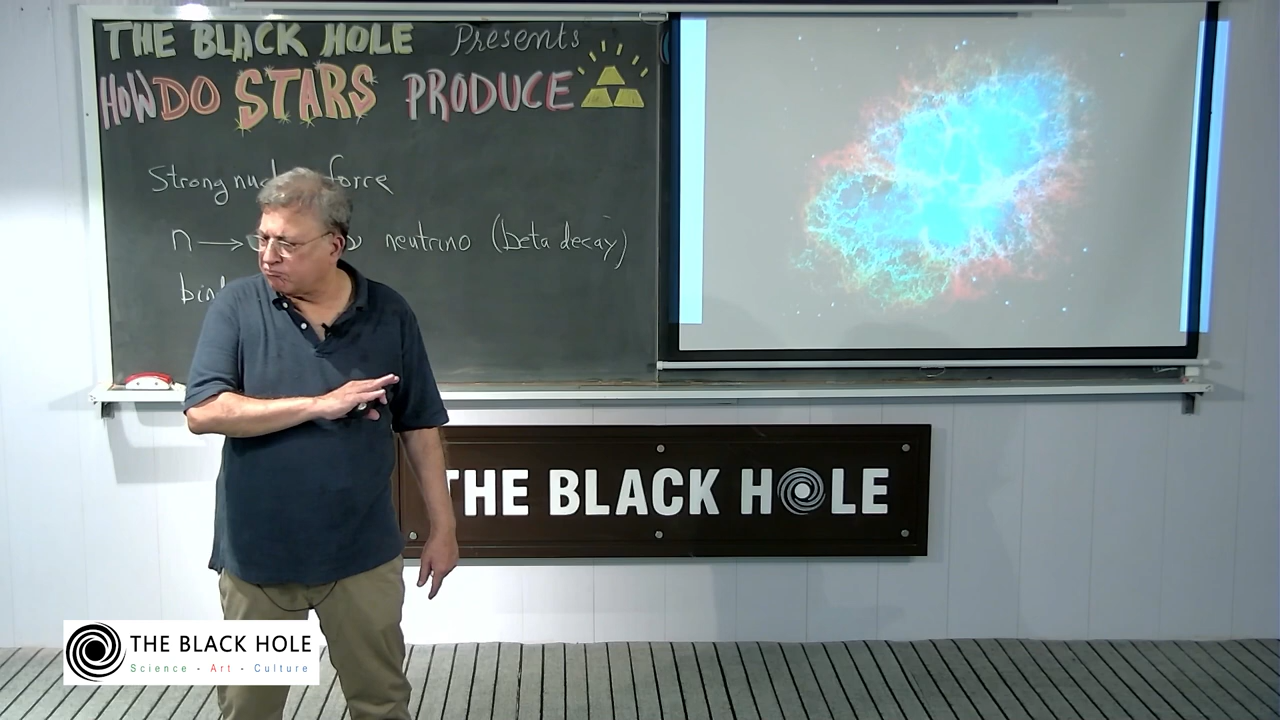 THE BLACK HOLE Presents
HOW DO STARS PRODUCE
Strong force
n → ν neutrino (beta decay)
THE BLACK HOLE
THE BLACK HOLE
Science - Art - Culture